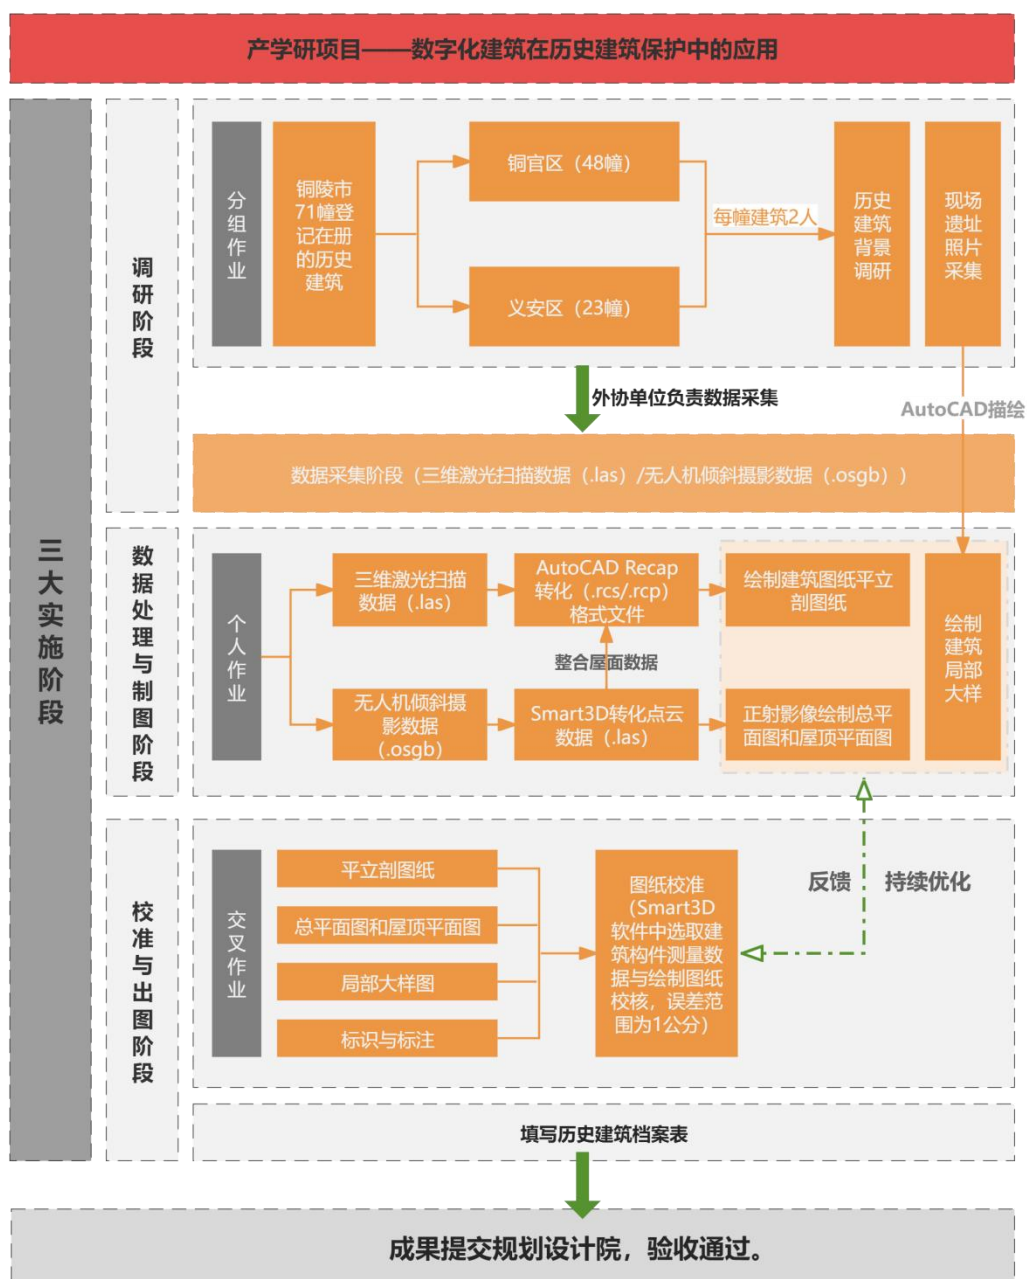 产学研项目——数字化建筑在历史建筑保护中的应用
三大实施阶段
调研阶段
分组作业
铜陵市
71幢登
记在册
的历史
建筑
铜官区（48幢）
义安区（23幢）
每幢建筑2人
历史
建筑
背景
调研
现场
遗址
照片
采集
外协单位负责数据采集
AutoCAD描绘
数据采集阶段（三维激光扫描数据（.las）/无人机倾斜摄影数据（.osgb））
数据处理与制图阶段
个人作业
三维激光扫描
数据（.las）
AutoCAD Recap
转化（.rcs/.rcp）
格式文件
绘制建筑图纸平立
剖图纸
整合屋面数据
无人机倾斜摄
影数据
（.osgb）
Smart3D转化点云
数据（.las）
正射影像绘制总平
面图和屋顶平面图
绘制
建筑
局部
大样
校准与出图阶段
交叉作业
平立剖图纸
总平面图和屋顶平面图
局部大样图
标识与标注
图纸校准
（Smart3D
软件中选取建
筑构件测量数
据与绘制图纸
校核，误差范
围为1公分）
反馈
持续优化
填写历史建筑档案表
成果提交规划设计院，验收通过。